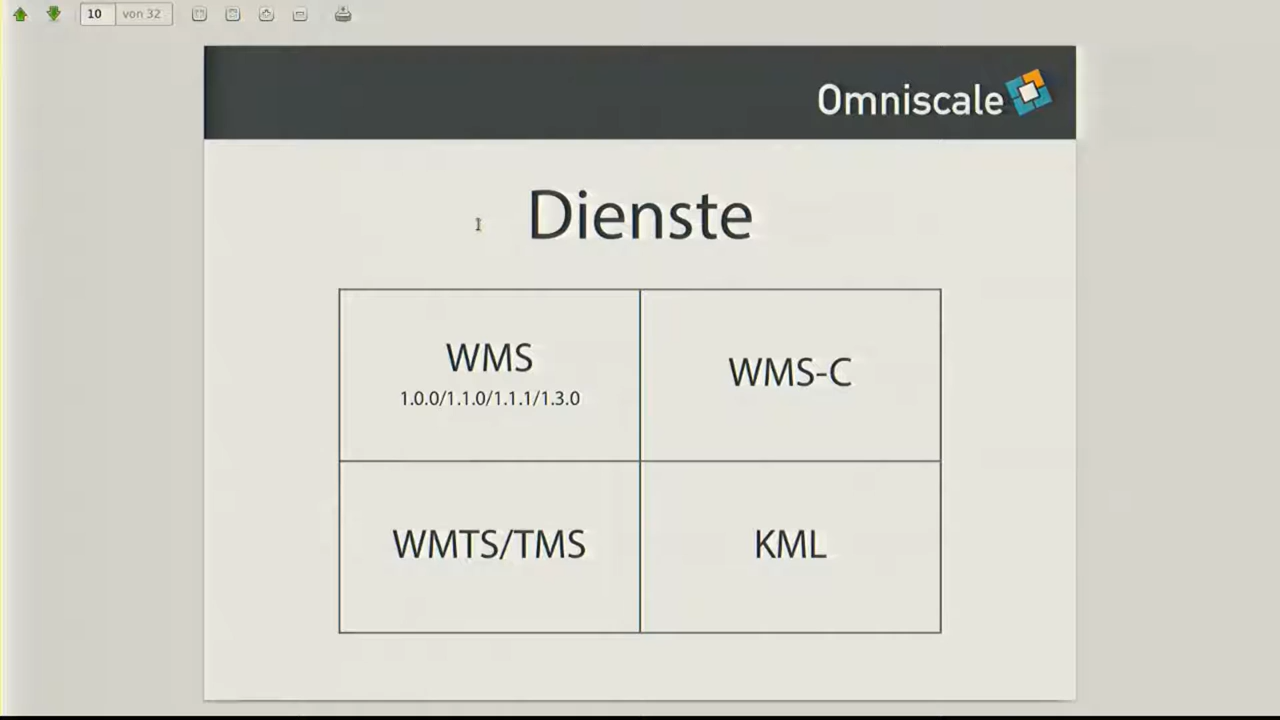 10 von 32
Omniscale
Dienste
WMS
1.0.0/1.1.0/1.1.1/1.3.0
WMS-C
WMTS/TMS
KML